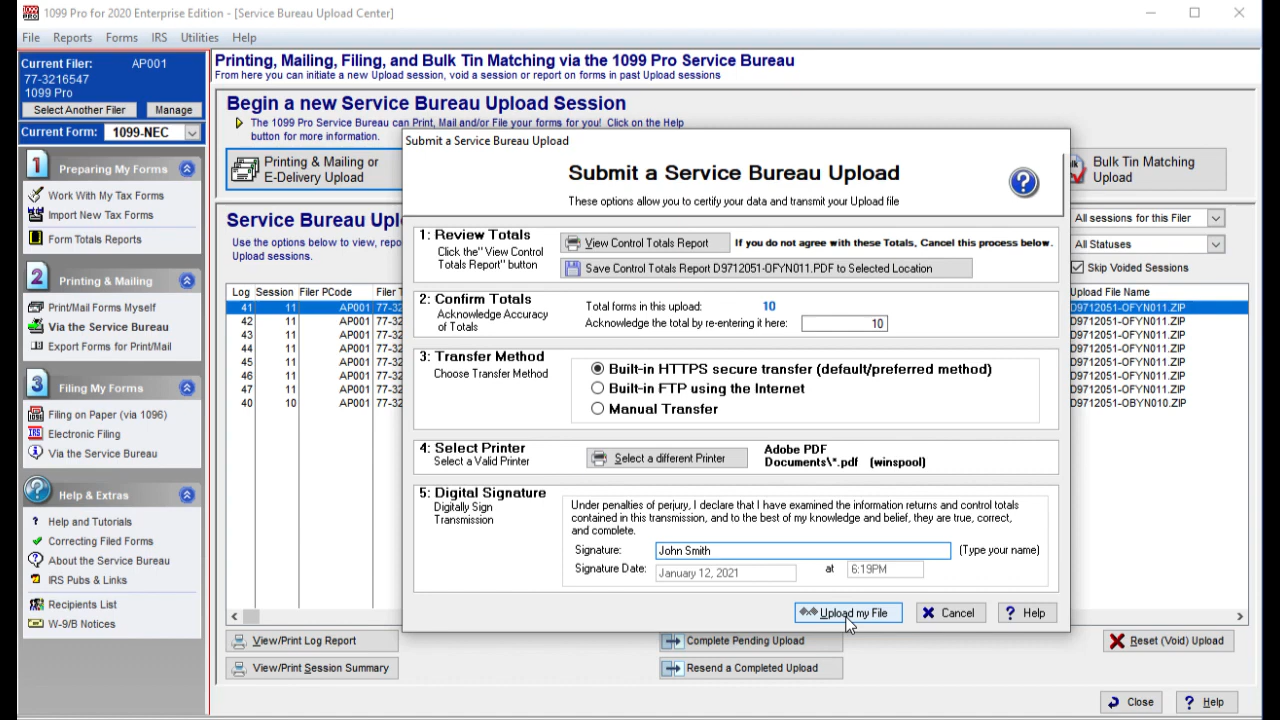 1099 Pro for 2020 Enterprise Edition - [Service Bureau Upload Center]
File Reports Forms IRS Utilities Help
Current Filer: AP001
77-3216547
1099 Pro
Select Another Filer Manage
Current Form: 1099-NEC
1 Preparing My Forms
Work With My Tax Forms
Import New Tax Forms
Form Totals Reports
2 Printing & Mailing
Print/Mail Forms Myself
Via the Service Bureau
Export Forms for Print/Mail
3 Filing My Forms
Filing on Paper (via 1096)
Electronic Filing
Via the Service Bureau
Help & Extras
Help and Tutorials
Correcting Filed Forms
About the Service Bureau
IRS Pubs & Links
Recipients List
W-9/B Notices
Printing, Mailing, Filing, and Bulk Tin Matching via the 1099 Pro Service Bureau
From here you can initiate a new Upload session, void a session or report on forms in past Upload sessions
Begin a new Service Bureau Upload Session
The 1099 Pro Service Bureau can Print, Mail and/or File your forms for you! Click on the Help
button for more information.
Printing & Mailing or
E-Delivery Upload
Bulk Tin Matching
Upload
Service Bureau Upl
Use the options below to view, repo
Upload sessions.
All sessions for this Filer
All Statuses
Skip Voided Sessions
Log Session Filer PCode Filer T Upload File Name
41 11 AP001 77-32 D9712051-OFYN011.ZIP
42 11 AP001 77-32 D9712051-OFYN011.ZIP
43 11 AP001 77-32 D9712051-OFYN011.ZIP
44 11 AP001 77-32 D9712051-OFYN011.ZIP
45 11 AP001 77-32 D9712051-OFYN011.ZIP
46 11 AP001 77-32 D9712051-OFYN011.ZIP
47 11 AP001 77-32 D9712051-OFYN011.ZIP
40 10 AP001 77-32 D9712051-OBYN010.ZIP
Submit a Service Bureau Upload
Submit a Service Bureau Upload
These options allow you to certify your data and transmit your Upload file
1: Review Totals
Click the" View Control
Totals Report" button
View Control Totals Report If you do not agree with these Totals, Cancel this process below.
Save Control Totals Report D9712051-OFYN011.PDF to Selected Location
2: Confirm Totals
Acknowledge Accuracy
of Totals
Total forms in this upload: 10
Acknowledge the total by re-entering it here: 10
3: Transfer Method
Choose Transfer Method
Built-in HTTPS secure transfer (default/preferred method)
Built-in FTP using the Internet
Manual Transfer
4: Select Printer
Select a Valid Printer
Select a different Printer
Adobe PDF
Documents\*.pdf (winspool)
5: Digital Signature
Digitally Sign
Transmission
Under penalties of perjury, I declare that I have examined the information returns and control totals
contained in this transmission, and to the best of my knowledge and belief, they are true, correct,
and complete.
Signature: John Smith (Type your name)
Signature Date: January 12, 2021 at 6:19PM
Upload my File Cancel Help
View/Print Log Report Complete Pending Upload Reset (Void) Upload
View/Print Session Summary Resend a Completed Upload
Close Help